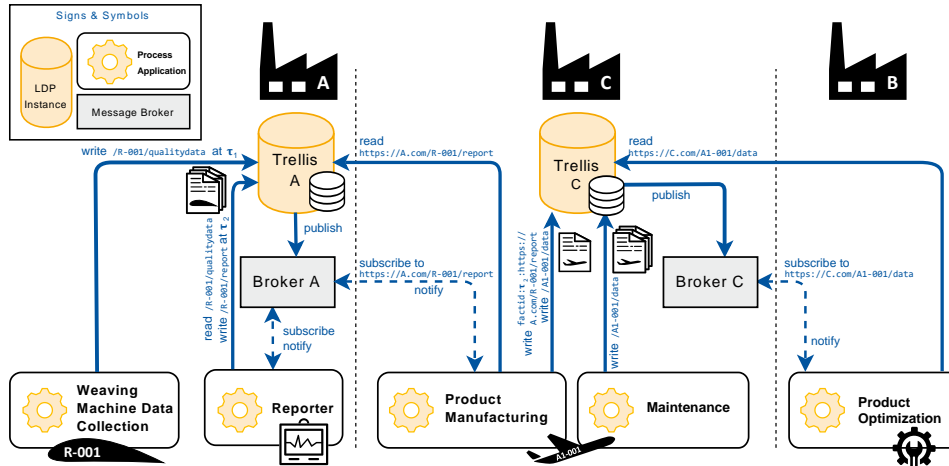 Signs & Symbols
LDP
Instance
Process
Application
Message Broker
A
C
B
write /R-001/qualitydata at τ1
Trellis
A
read
https://A.com/R-001/report
Trellis
C
read
https://C.com/A1-001/data
publish
publish
read /R-001/qualitydata
write /R-001/report at τ2
Broker A
subscribe to
https://A.com/R-001/report
notify
write factid:τ2:https://
A.com/R-001/report
write /A1-001/data
write /A1-001/data
Broker C
subscribe to
https://C.com/A1-001/data
notify
subscribe
notify
Weaving
Machine Data
Collection
R-001
Reporter
Product
Manufacturing
A1-001
Maintenance
Product
Optimization